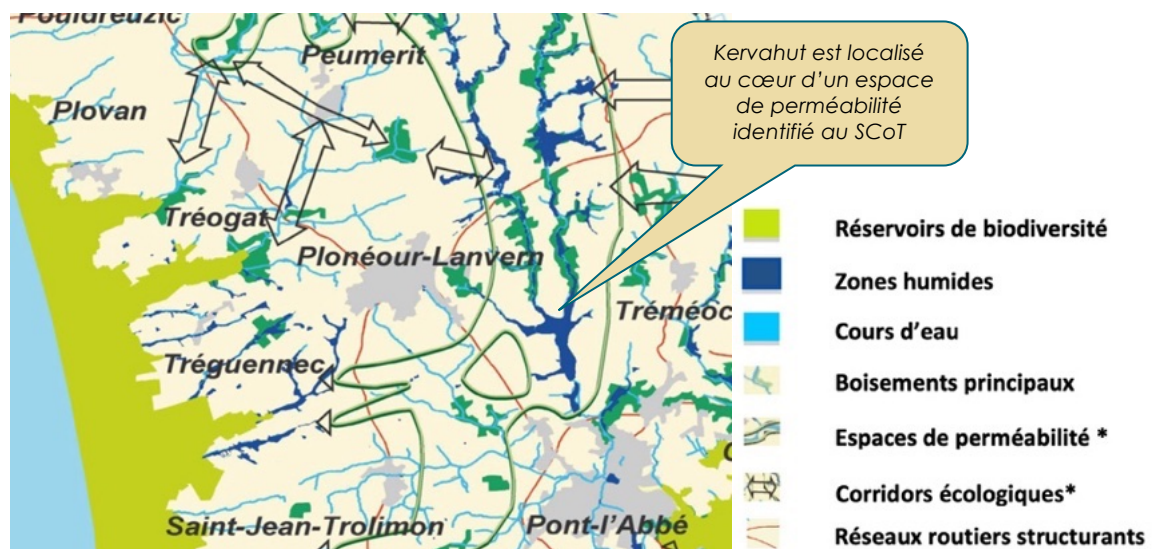 Pouldreuzic
Peumerit
Plovan
Kervahut est localisé
au cœur d’un espace
de perméabilité
identifié au SCoT
Tréogat
Plonéour-Lanvern
Tréméoc
Tréguennec
Saint-Jean-Trolimon
Pont-l’Abbé
Réservoirs de biodiversité
Zones humides
Cours d’eau
Boisements principaux
Espaces de perméabilité *
Corridors écologiques*
Réseaux routiers structurants